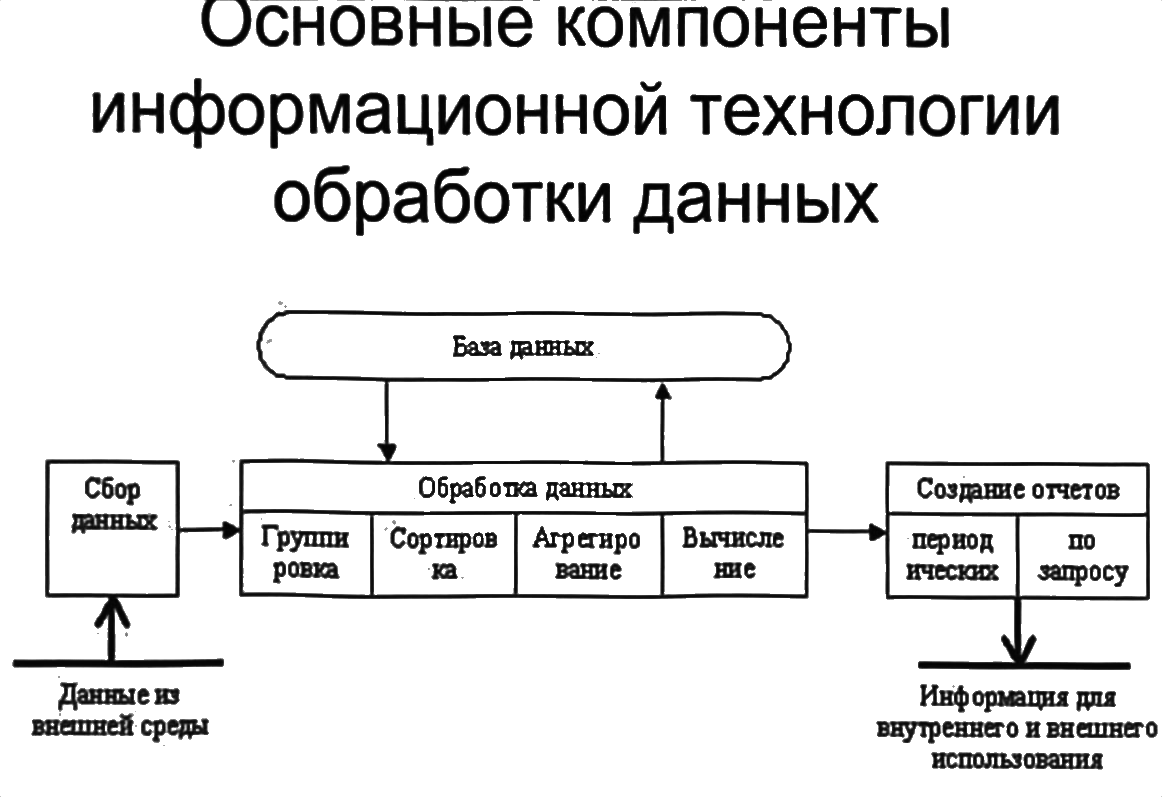 Основные компоненты
информационной технологии
обработки данных
База данных
Сбор
данных
Обработка данных
Группи
ровка
Сортиров
ка
Агрегиро
вание
Вычисле
ние
Создание отчетов
период
ических
по
запросу
Данные из
внешней среды
Информация для
внутреннего и внешнего
использования